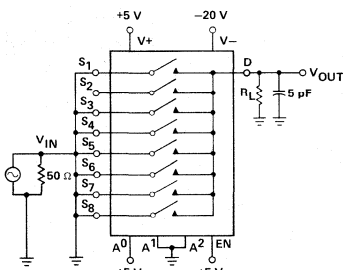 +5 V
−20 V
V+
V−
S1
S2
S3
S4
S5
S6
S7
S8
D
VOUT
RL
5 pF
VIN
50 Ω
A0
A1
A2
EN
+5 V
+5 V